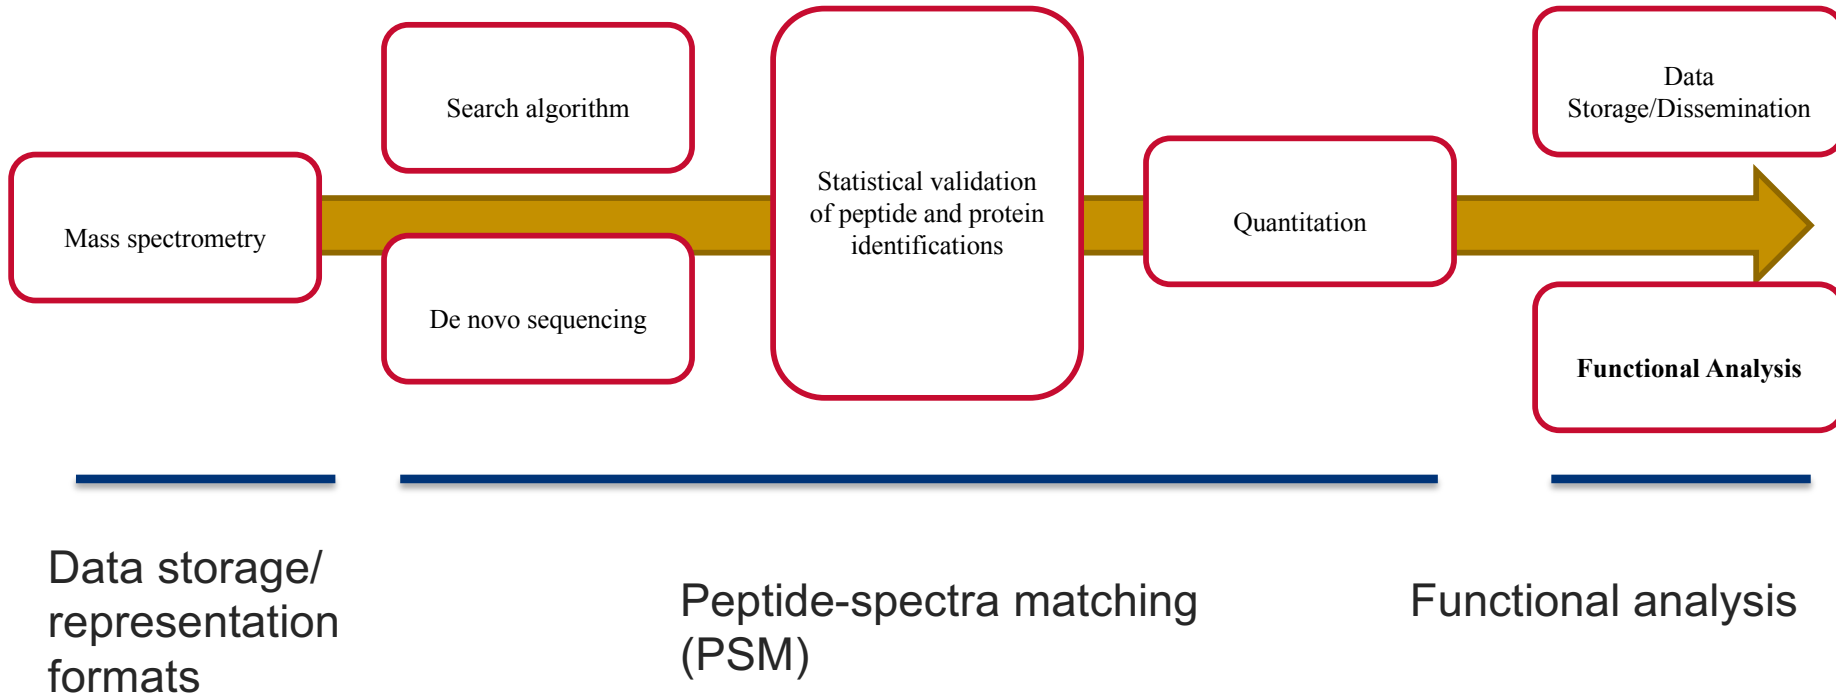 Mass spectrometry
Search algorithm
De novo sequencing
Statistical validation
of peptide and protein
identifications
Quantitation
Data
Storage/Dissemination
Functional Analysis
Data storage/
representation
formats
Peptide-spectra matching
(PSM)
Functional analysis